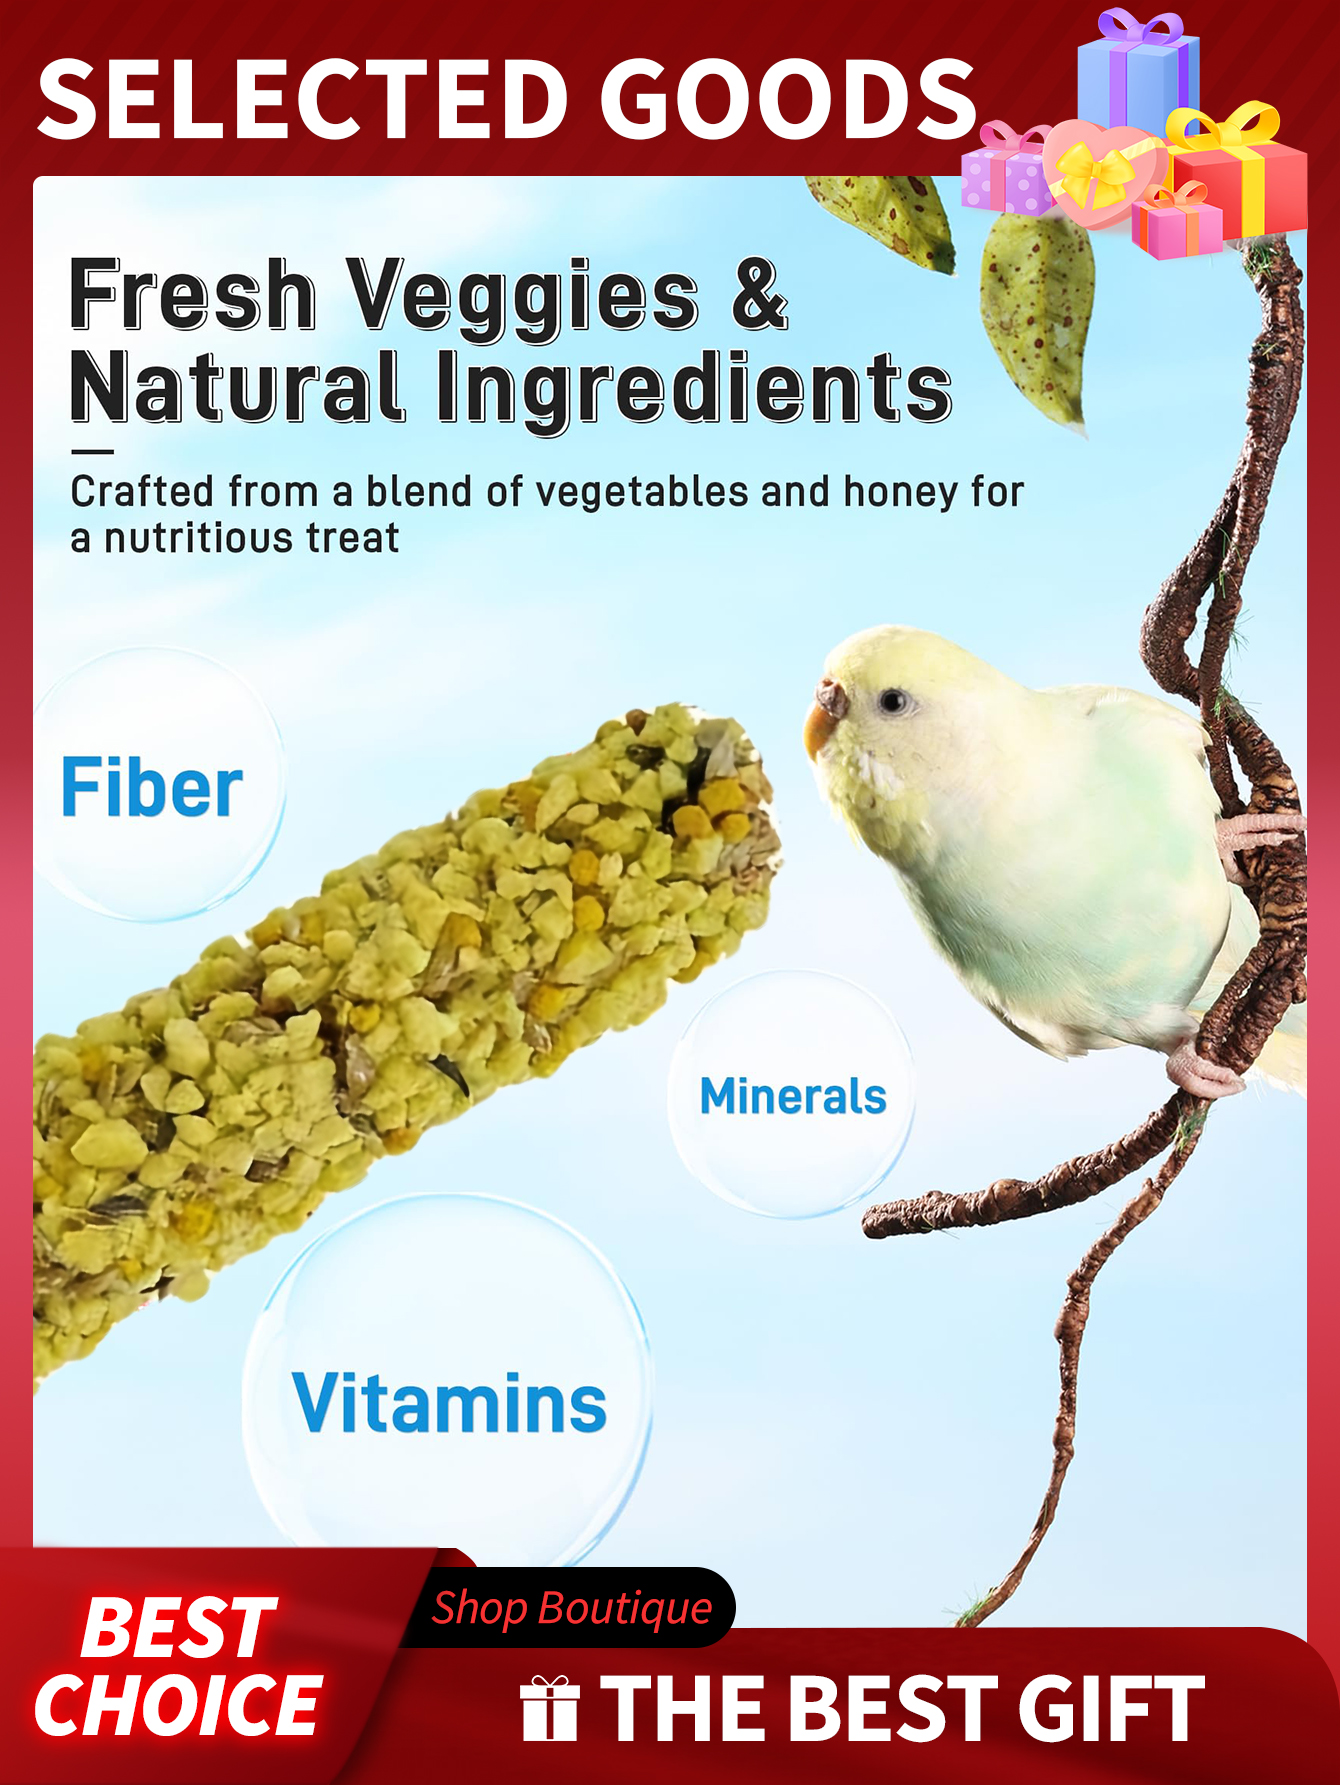 SELECTED GOODS
Fresh Veggies &
Natural Ingredients
Crafted from a blend of vegetables and honey for
a nutritious treat
Fiber
Minerals
Vitamins
Shop Boutique
BEST
CHOICE
THE BEST GIFT